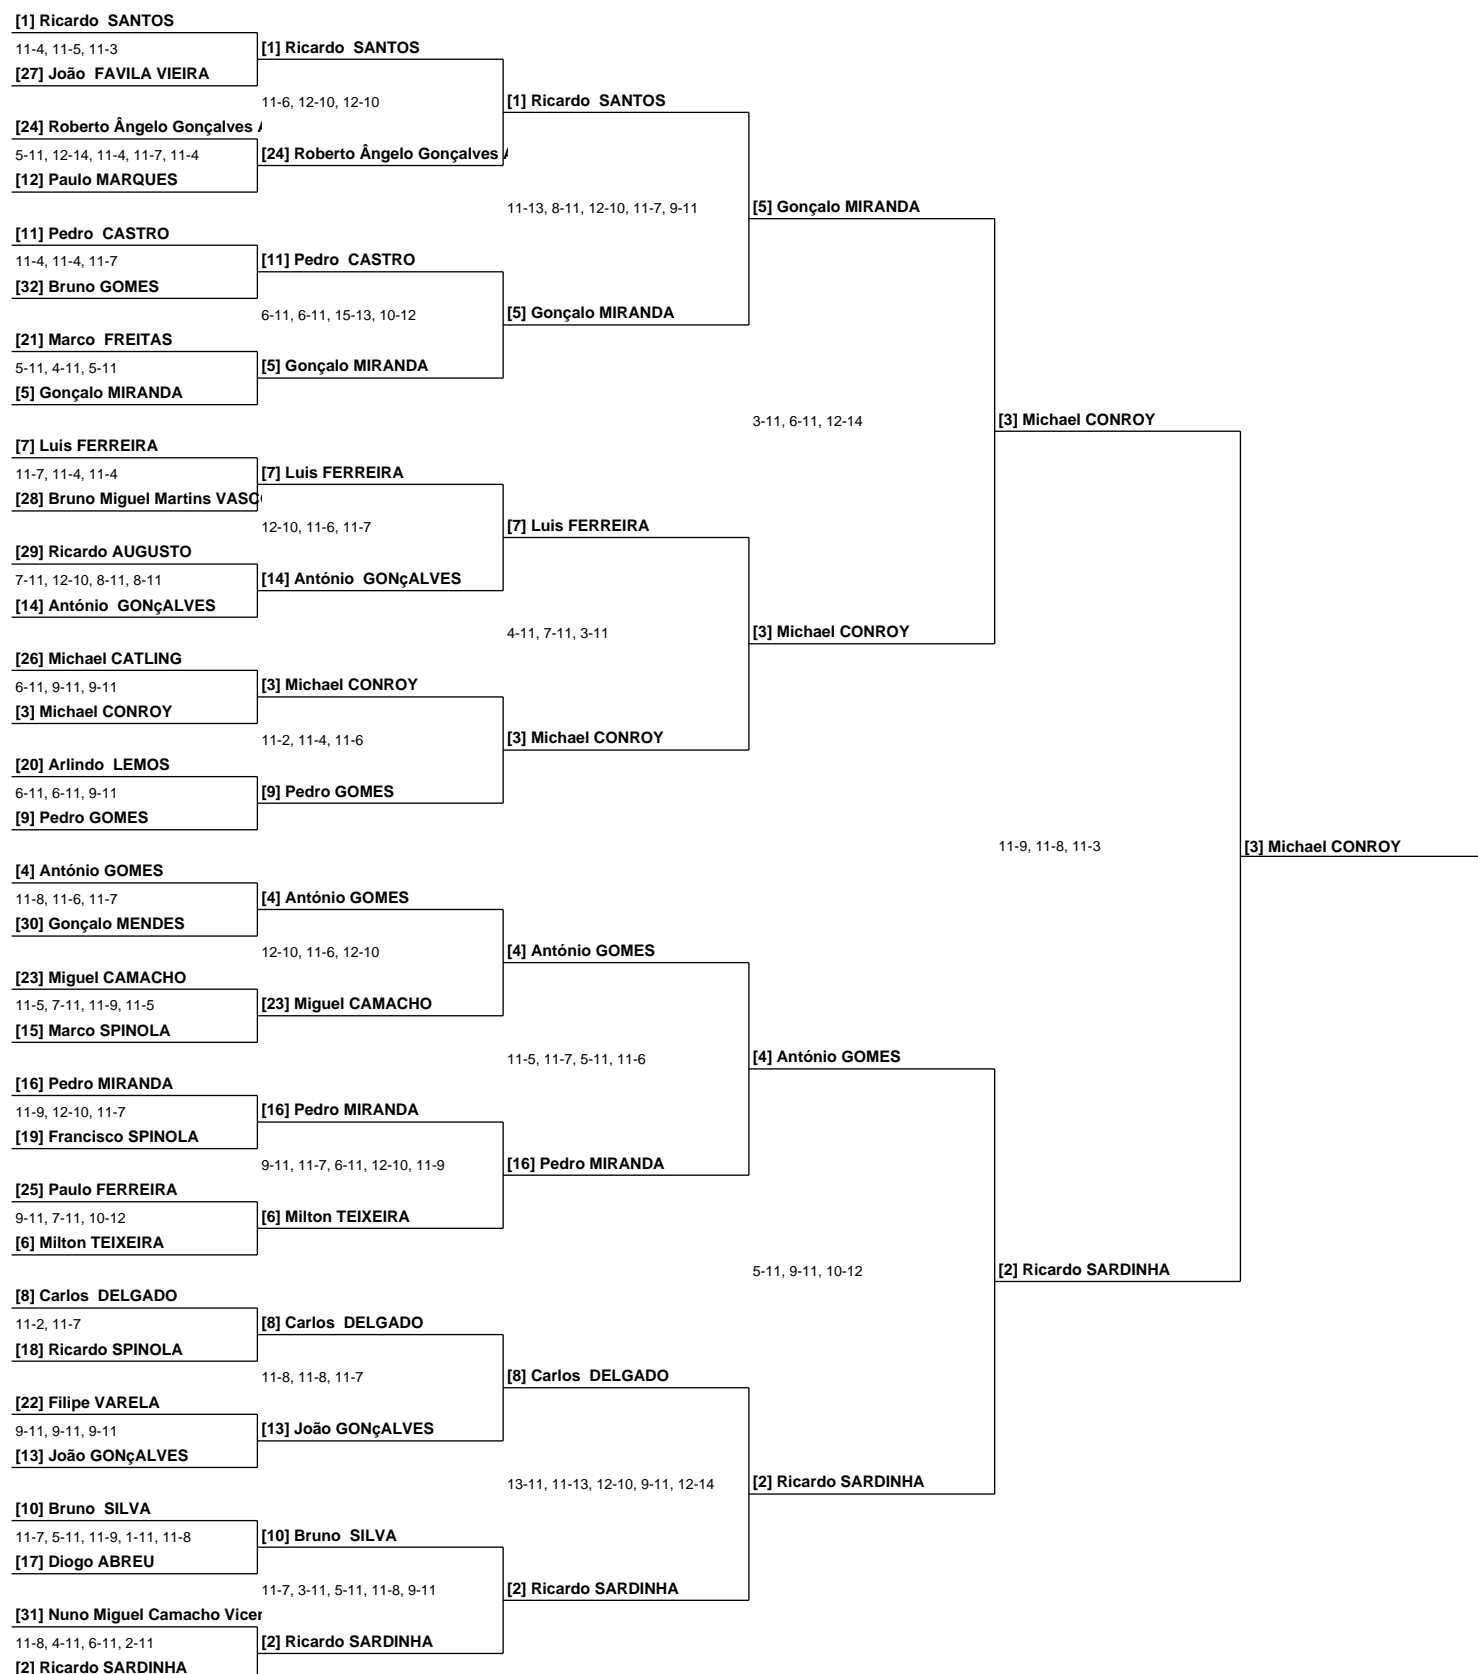 [1] Ricardo  SANTOS
11-4, 11-5, 11-3
[1] Ricardo  SANTOS
[27] João  FAVILA VIEIRA
11-6, 12-10, 12-10
[1] Ricardo  SANTOS
[24] Roberto Ângelo Gonçalves
5-11, 12-14, 11-4, 11-7, 11-4
[24] Roberto Ângelo Gonçalves
[12] Paulo MARQUES
11-13, 8-11, 12-10, 11-7, 9-11
[5] Gonçalo MIRANDA
[11] Pedro  CASTRO
11-4, 11-4, 11-7
[11] Pedro  CASTRO
[32] Bruno GOMES
6-11, 6-11, 15-13, 10-12
[5] Gonçalo MIRANDA
[21] Marco  FREITAS
5-11, 4-11, 5-11
[5] Gonçalo MIRANDA
[5] Gonçalo MIRANDA
3-11, 6-11, 12-14
[3] Michael CONROY
[7] Luis FERREIRA
11-7, 11-4, 11-4
[7] Luis FERREIRA
[28] Bruno Miguel Martins VASC
12-10, 11-6, 11-7
[7] Luis FERREIRA
[29] Ricardo AUGUSTO
7-11, 12-10, 8-11, 8-11
[14] António  GONçALVES
[14] António  GONçALVES
4-11, 7-11, 3-11
[3] Michael CONROY
[26] Michael CATLING
6-11, 9-11, 9-11
[3] Michael CONROY
[3] Michael CONROY
11-2, 11-4, 11-6
[3] Michael CONROY
[20] Arlindo  LEMOS
6-11, 6-11, 9-11
[9] Pedro GOMES
[9] Pedro GOMES
11-9, 11-8, 11-3
[3] Michael CONROY
[4] António GOMES
11-8, 11-6, 11-7
[4] António GOMES
[30] Gonçalo MENDES
12-10, 11-6, 12-10
[4] António GOMES
[23] Miguel CAMACHO
11-5, 7-11, 11-9, 11-5
[23] Miguel CAMACHO
[15] Marco SPINOLA
11-5, 11-7, 5-11, 11-6
[4] António GOMES
[16] Pedro MIRANDA
11-9, 12-10, 11-7
[16] Pedro MIRANDA
[19] Francisco SPINOLA
9-11, 11-7, 6-11, 12-10, 11-9
[16] Pedro MIRANDA
[25] Paulo FERREIRA
9-11, 7-11, 10-12
[6] Milton TEIXEIRA
[6] Milton TEIXEIRA
5-11, 9-11, 10-12
[2] Ricardo SARDINHA
[8] Carlos  DELGADO
11-2, 11-7
[8] Carlos  DELGADO
[18] Ricardo SPINOLA
11-8, 11-8, 11-7
[8] Carlos  DELGADO
[22] Filipe VARELA
9-11, 9-11, 9-11
[13] João GONçALVES
[13] João GONçALVES
13-11, 11-13, 12-10, 9-11, 12-14
[2] Ricardo SARDINHA
[10] Bruno  SILVA
11-7, 5-11, 11-9, 1-11, 11-8
[10] Bruno  SILVA
[17] Diogo ABREU
11-7, 3-11, 5-11, 11-8, 9-11
[2] Ricardo SARDINHA
[31] Nuno Miguel Camacho Vicer
11-8, 4-11, 6-11, 2-11
[2] Ricardo SARDINHA
[2] Ricardo SARDINHA